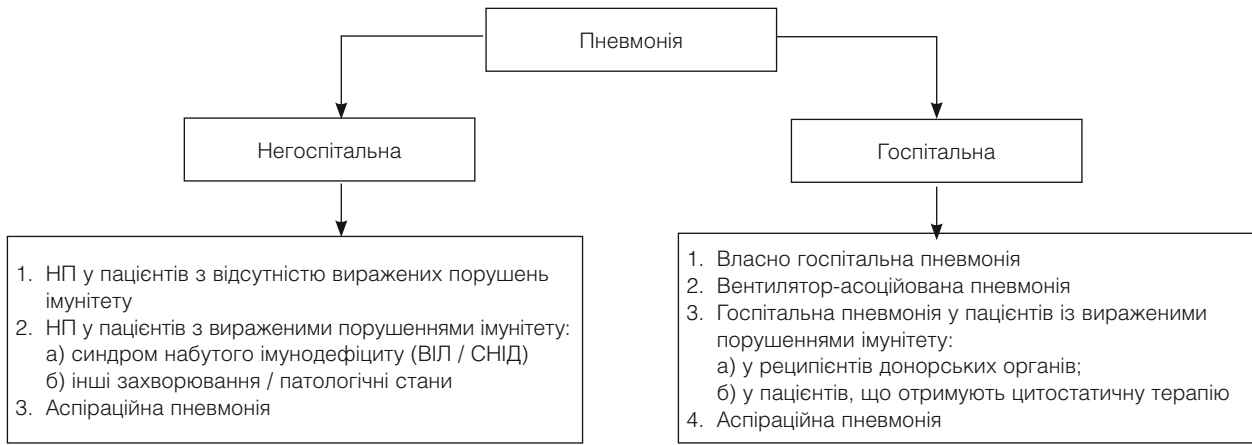 Пневмонія
Негоспітальна
Госпітальна
1. НП у пацієнтів з відсутністю виражених порушень
імунітету
2. НП у пацієнтів з вираженими порушеннями імунітету:
а) синдром набутого імунодефіциту (ВІЛ / СНІД)
б) інші захворювання / патологічні стани
3. Аспіраційна пневмонія
1. Власно госпітальна пневмонія
2. Вентилятор-асоційована пневмонія
3. Госпітальна пневмонія у пацієнтів із вираженими
порушеннями імунітету:
а) у реципієнтів донорських органів;
б) у пацієнтів, що отримують цитостатичну терапію
4. Аспіраційна пневмонія